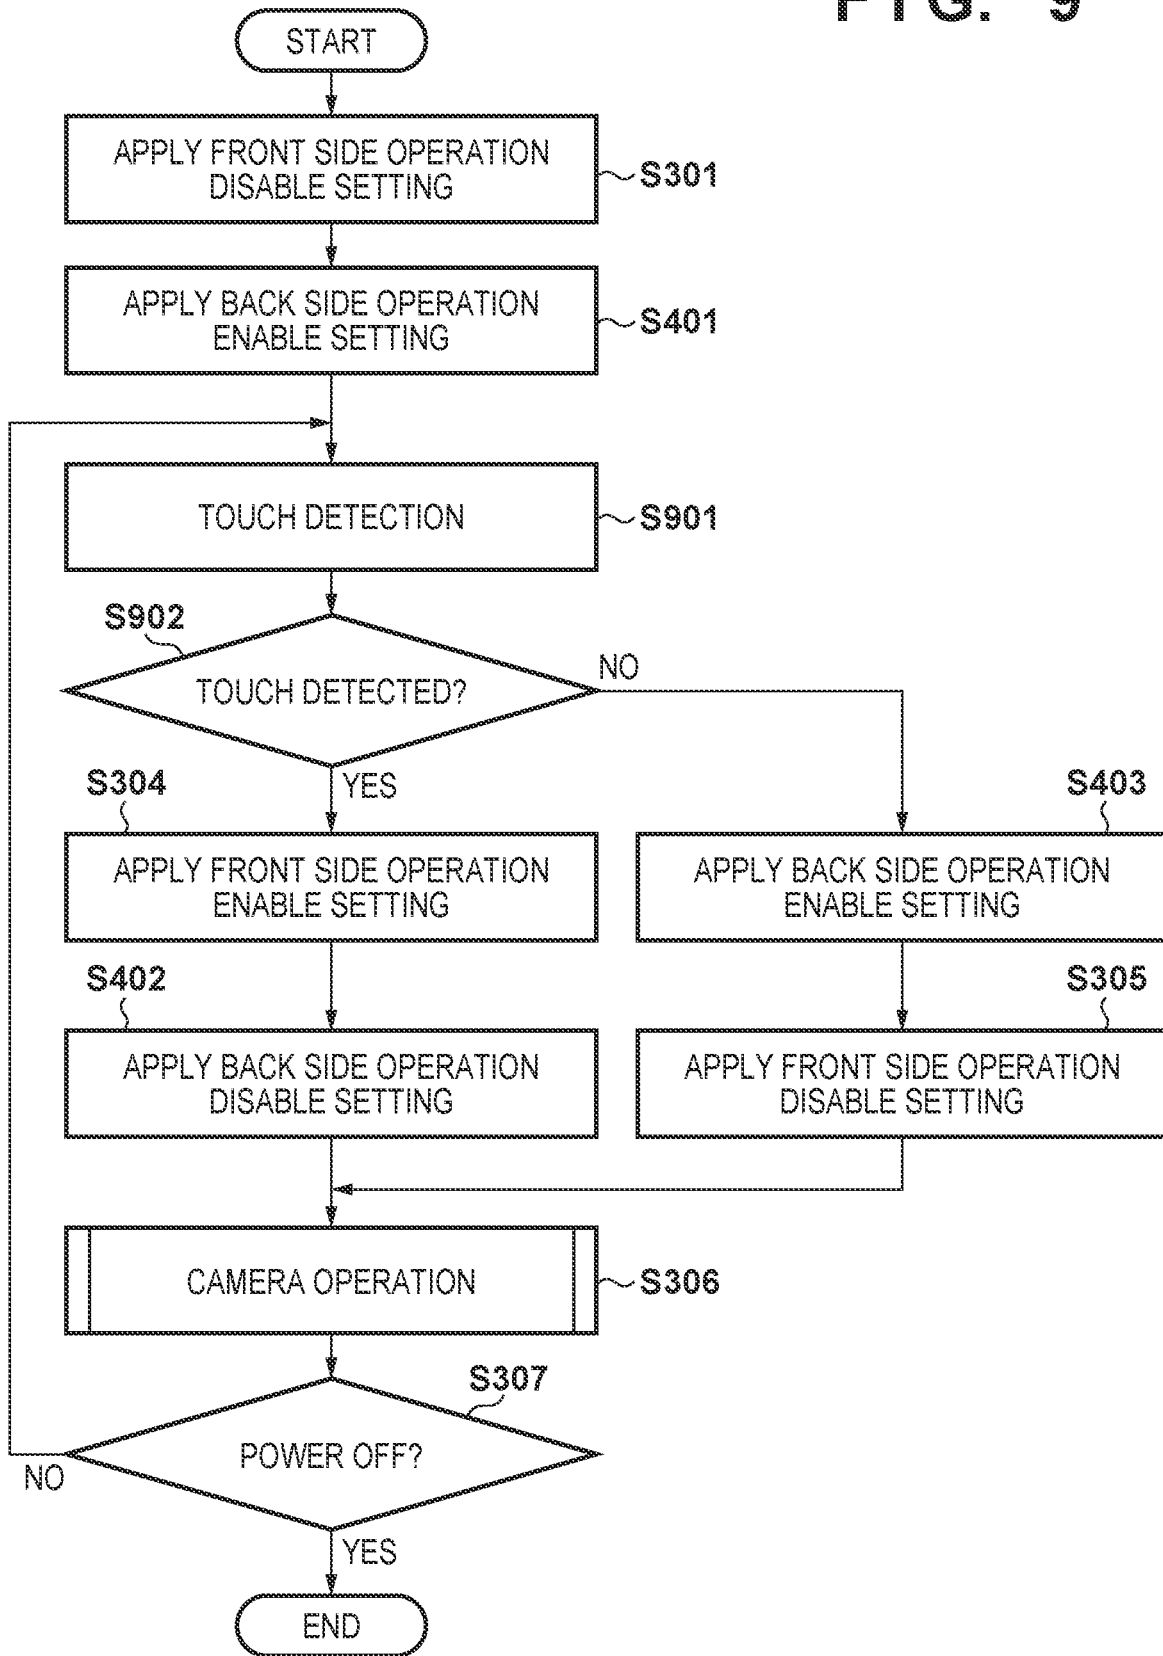 FIG. 9
START
APPLY FRONT SIDE OPERATION
DISABLE SETTING
S301
APPLY BACK SIDE OPERATION
ENABLE SETTING
S401
TOUCH DETECTION
S901
S902
TOUCH DETECTED?
NO
YES
S304
APPLY FRONT SIDE OPERATION
ENABLE SETTING
S403
APPLY BACK SIDE OPERATION
ENABLE SETTING
S402
APPLY BACK SIDE OPERATION
DISABLE SETTING
S305
APPLY FRONT SIDE OPERATION
DISABLE SETTING
CAMERA OPERATION
S306
S307
POWER OFF?
NO
YES
END